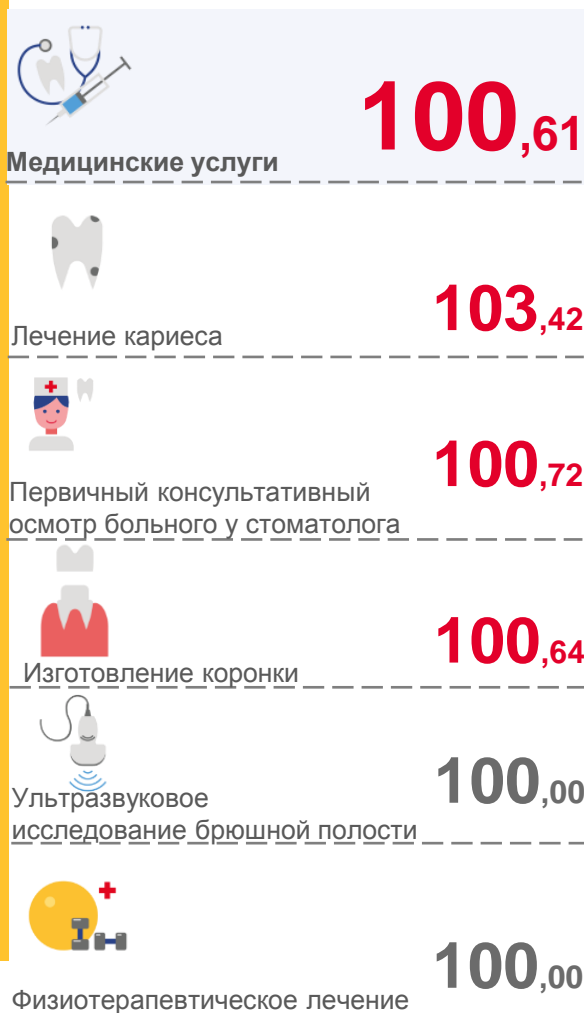 100,61
Медицинские услуги
103,42
Лечение кариеса
100,72
Первичный консультативный
осмотр больного у стоматолога
100,64
Изготовление коронки
100,00
Ультразвуковое
исследование брюшной полости
100,00
Физиотерапевтическое лечение